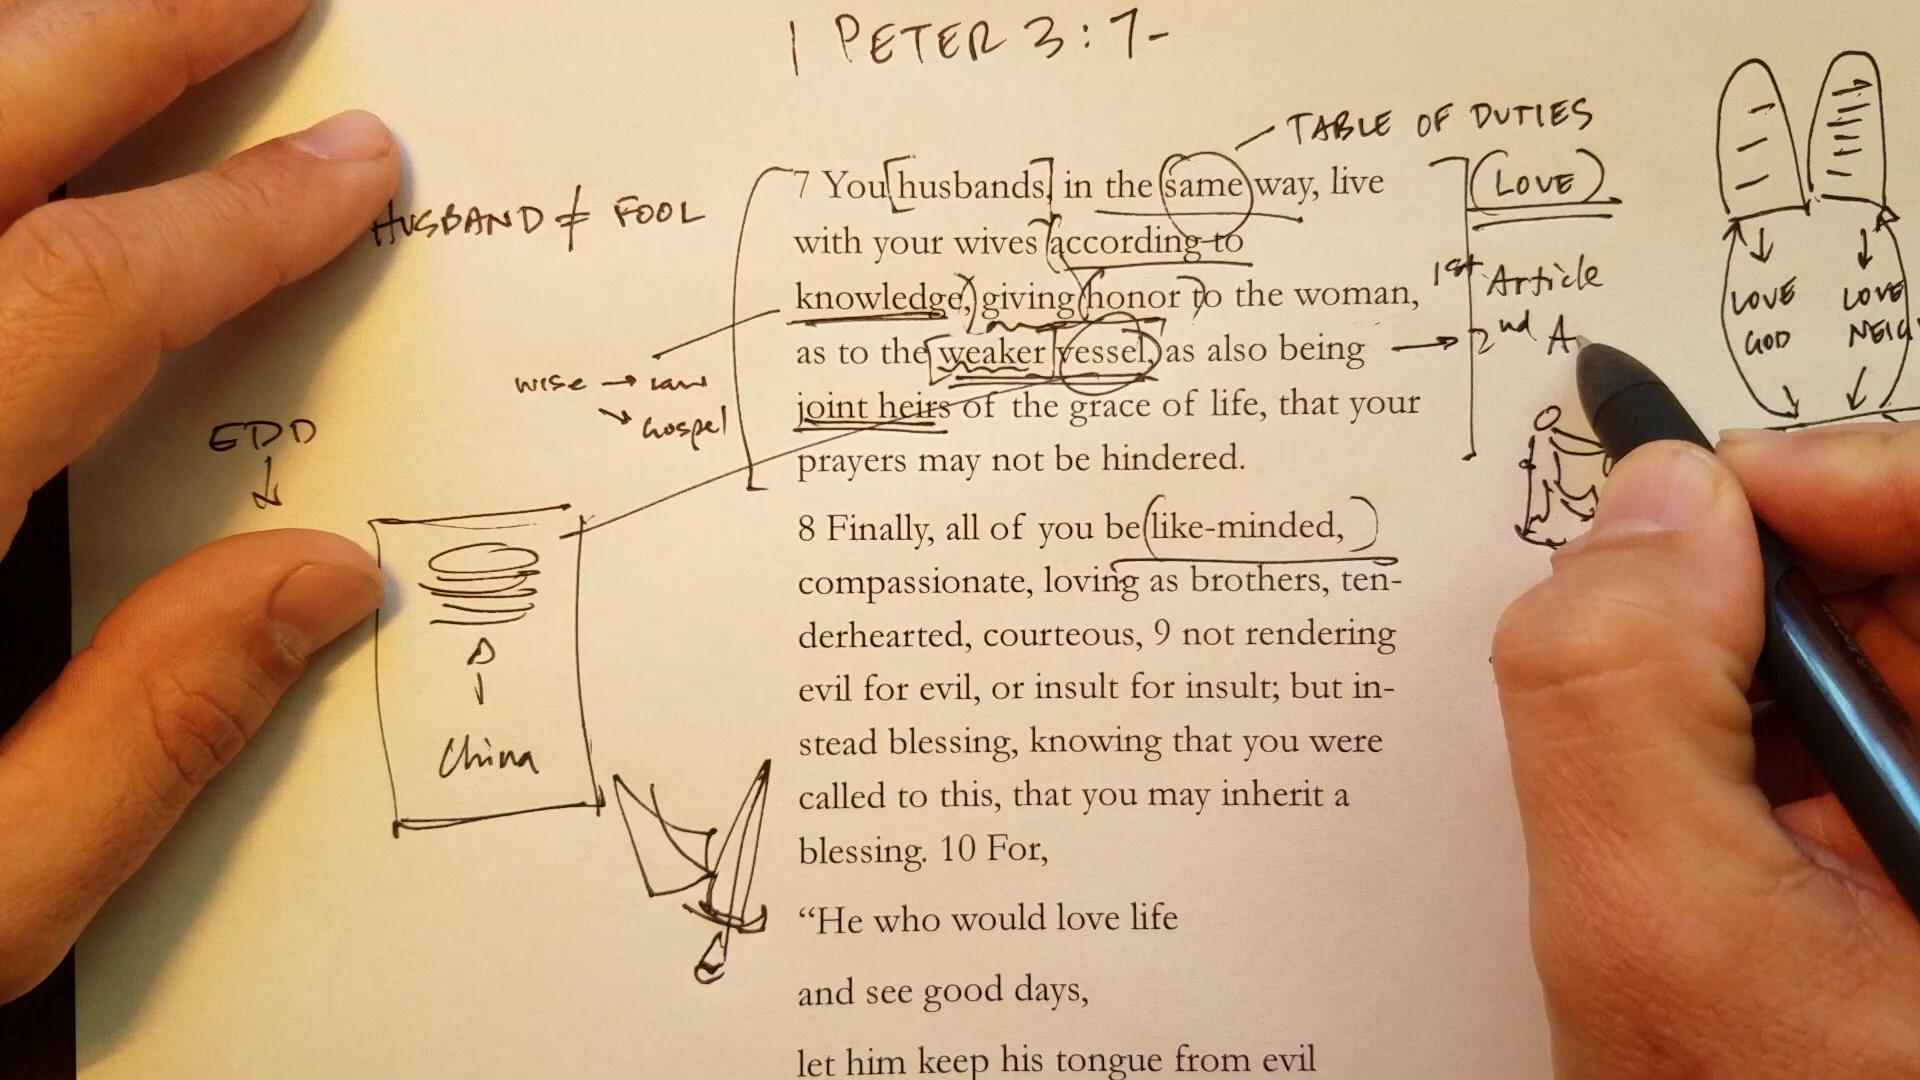 1 PETER 3:7-
TABLE OF DUTIES
7 You husbands, in the same way, live
with your wives according to
knowledge, giving honor to the woman,
as to the weaker vessel, as also being
joint heirs of the grace of life, that your
prayers may not be hindered.
8 Finally, all of you be like-minded,
compassionate, loving as brothers, ten-
derhearted, courteous, 9 not rendering
evil for evil, or insult for insult; but in-
stead blessing, knowing that you were
called to this, that you may inherit a
blessing. 10 For,
“He who would love life
and see good days,
let him keep his tongue from evil
HUSBAND ≠ FOOL
wise → law
↘ Gospel
EDD
↓
China
(LOVE)
1st Article
2nd A
LOVE
GOD
LOVE
NEIG